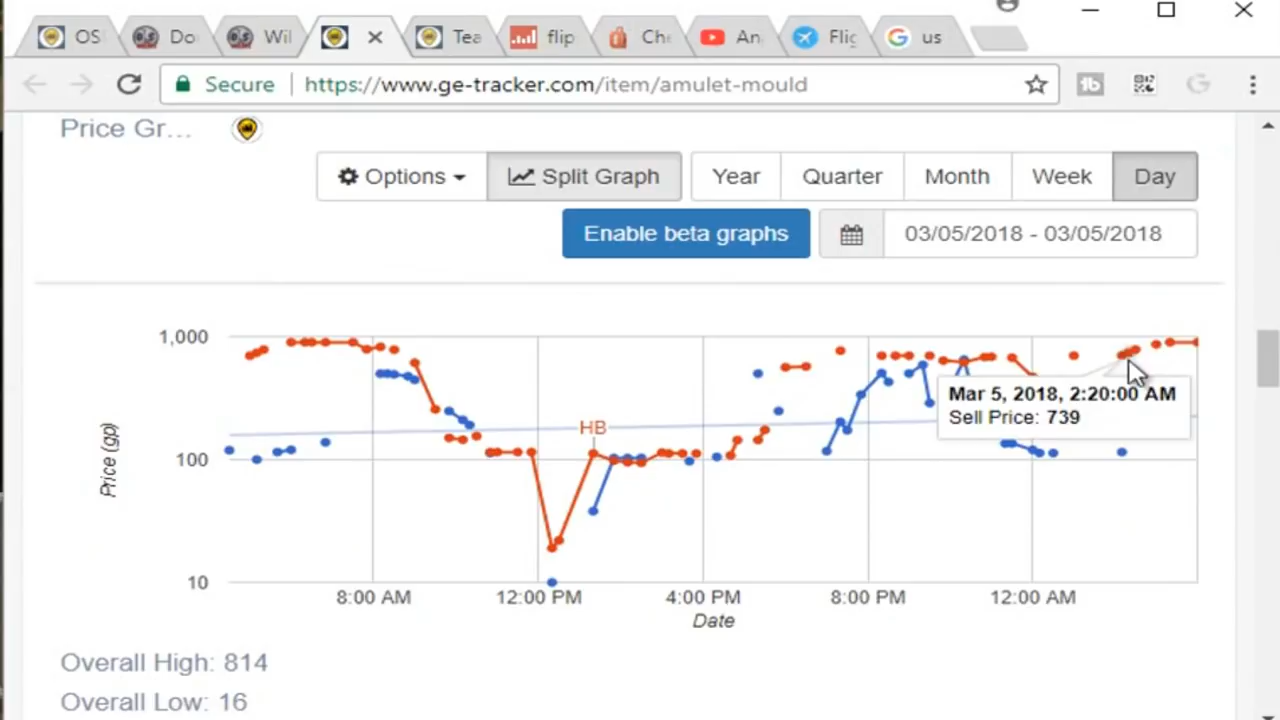 OS
Do
Wil
Tea
flip
Che
An
Flig
us
Secure
https://www.ge-tracker.com/item/amulet-mould
Price Gr...
Options
Split Graph
Year
Quarter
Month
Week
Day
Enable beta graphs
03/05/2018 - 03/05/2018
1,000
HB
Mar 5, 2018, 2:20:00 AM
Sell Price: 739
100
Price (gp)
10
8:00 AM
12:00 PM
4:00 PM
8:00 PM
12:00 AM
Date
Overall High: 814
Overall Low: 16